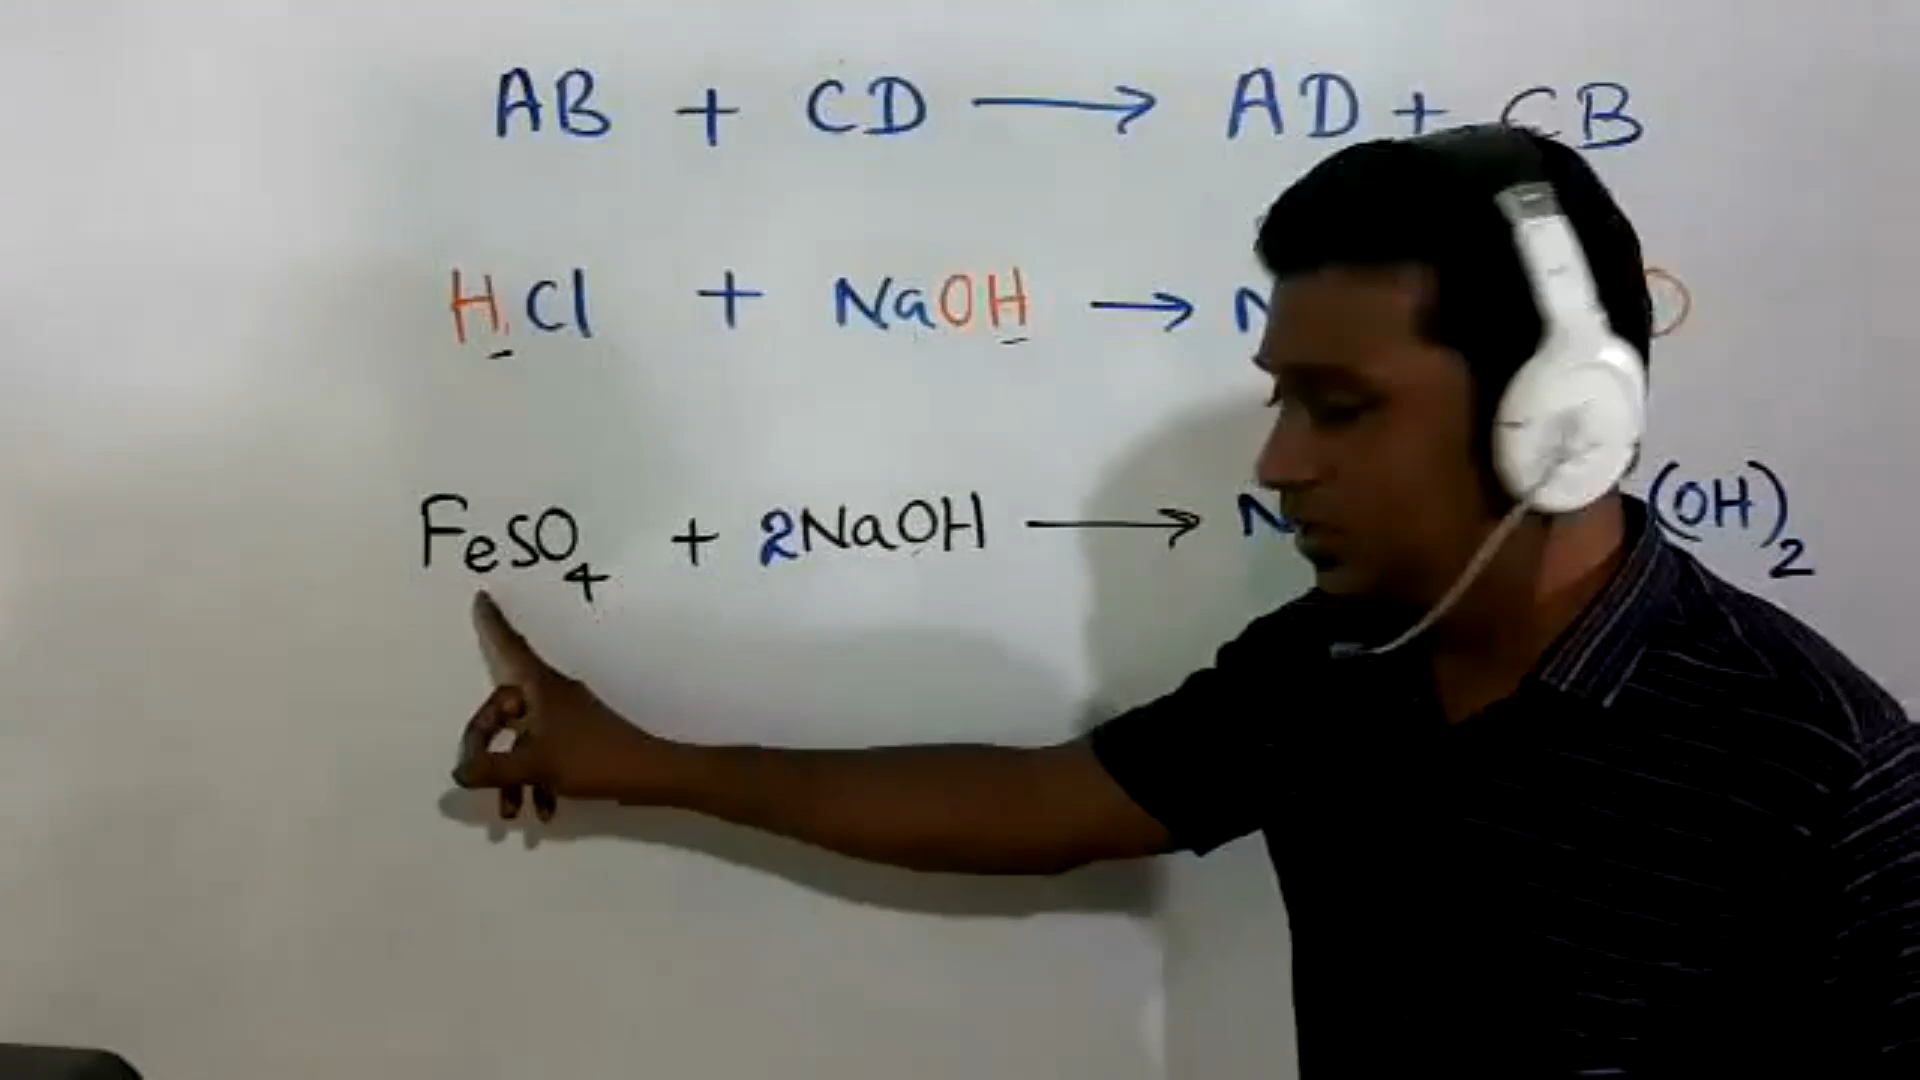 AB + CD → AD + CB
HCl + NaOH → N O
FeSO₄ + 2NaOH → N (OH)₂